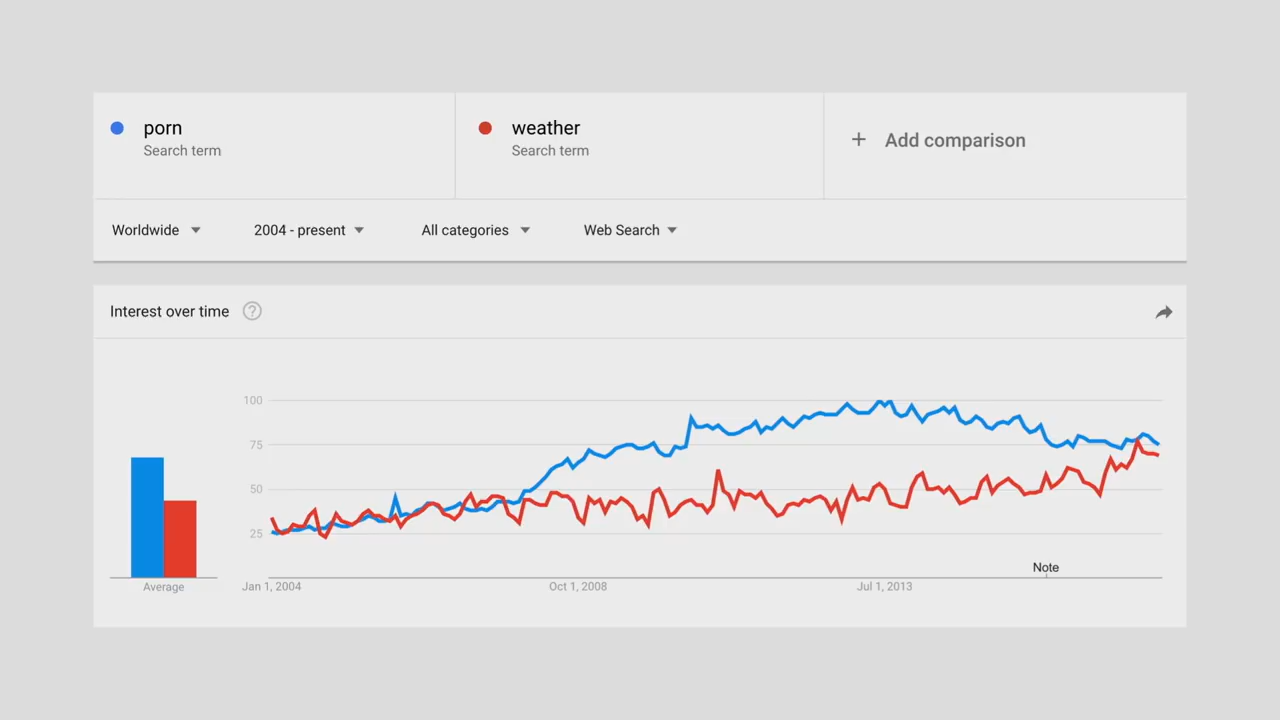 porn
Search term
weather
Search term
+ Add comparison
Worldwide
2004 - present
All categories
Web Search
Interest over time ?
100
75
50
25
Note
Average
Jan 1, 2004
Oct 1, 2008
Jul 1, 2013